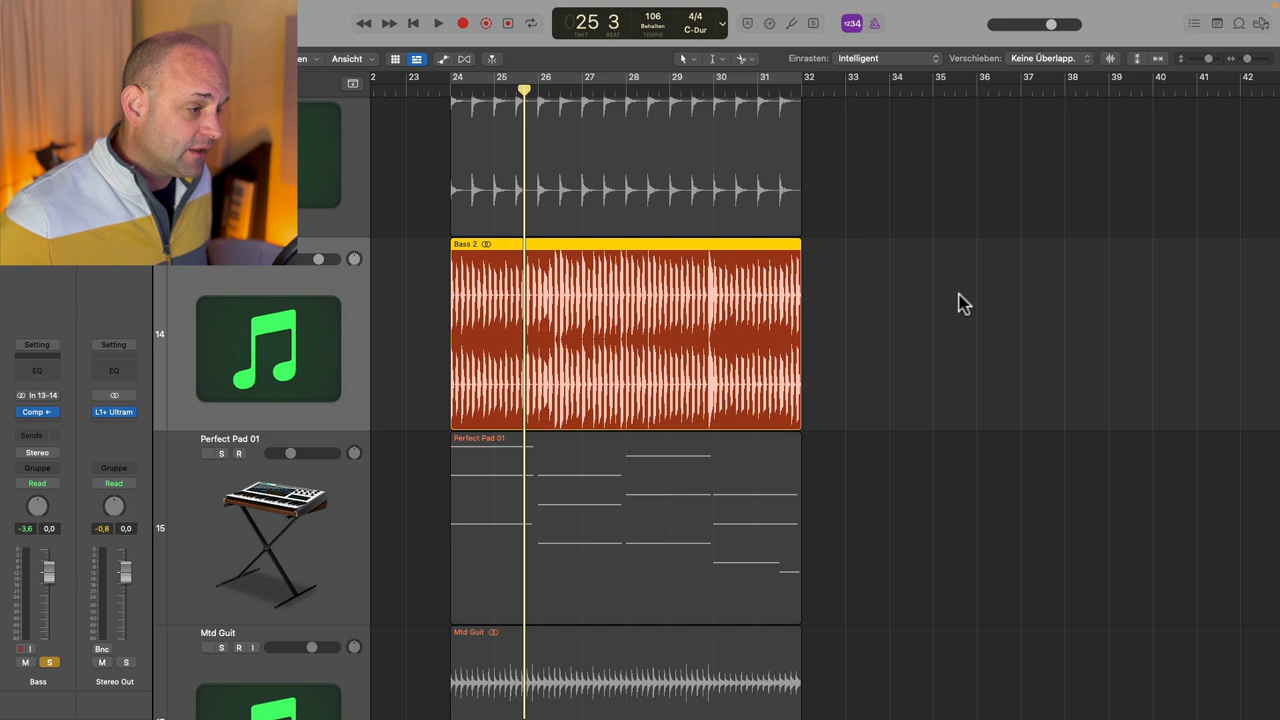 25 3
TAKT BEAT
106
Behalten
TEMPO
4/4
C-Dur
1234
en Ansicht
Einrasten: Intelligent
Verschieben: Keine Überlapp.
2 23 24 25 26 27 28 29 30 31 32 33 34 35 36 37 38 39 40 41 42
Bass 2
14
Setting Setting
EQ EQ
In 13-14
Comp L1+ Ultram
Sends
Stereo
Gruppe Gruppe
Read Read
-3,6 0,0 -0,8 0,0
R I Bnc
M S M S
Bass Stereo Out
Perfect Pad 01
S R
15
Perfect Pad 01
Mtd Guit
S R I
Mtd Guit